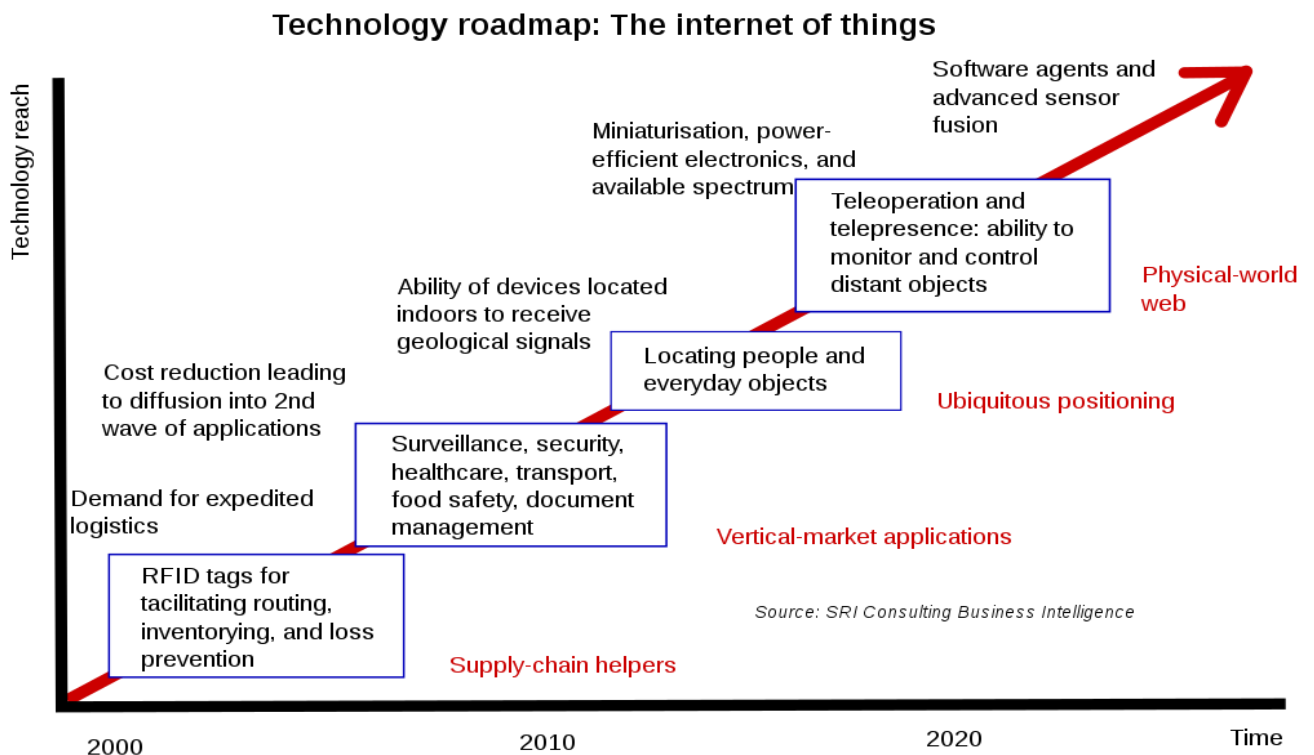 Technology roadmap: The internet of things
Technology reach
Software agents and
advanced sensor
fusion
Miniaturisation, power-
efficient electronics, and
available spectrum
Teleoperation and
telepresence: ability to
monitor and control
distant objects
Physical-world
web
Ability of devices located
indoors to receive
geological signals
Locating people and
everyday objects
Ubiquitous positioning
Cost reduction leading
to diffusion into 2nd
wave of applications
Surveillance, security,
healthcare, transport,
food safety, document
management
Vertical-market applications
Demand for expedited
logistics
RFID tags for
tacilitating routing,
inventorying, and loss
prevention
Supply-chain helpers
Source: SRI Consulting Business Intelligence
2000
2010
2020
Time